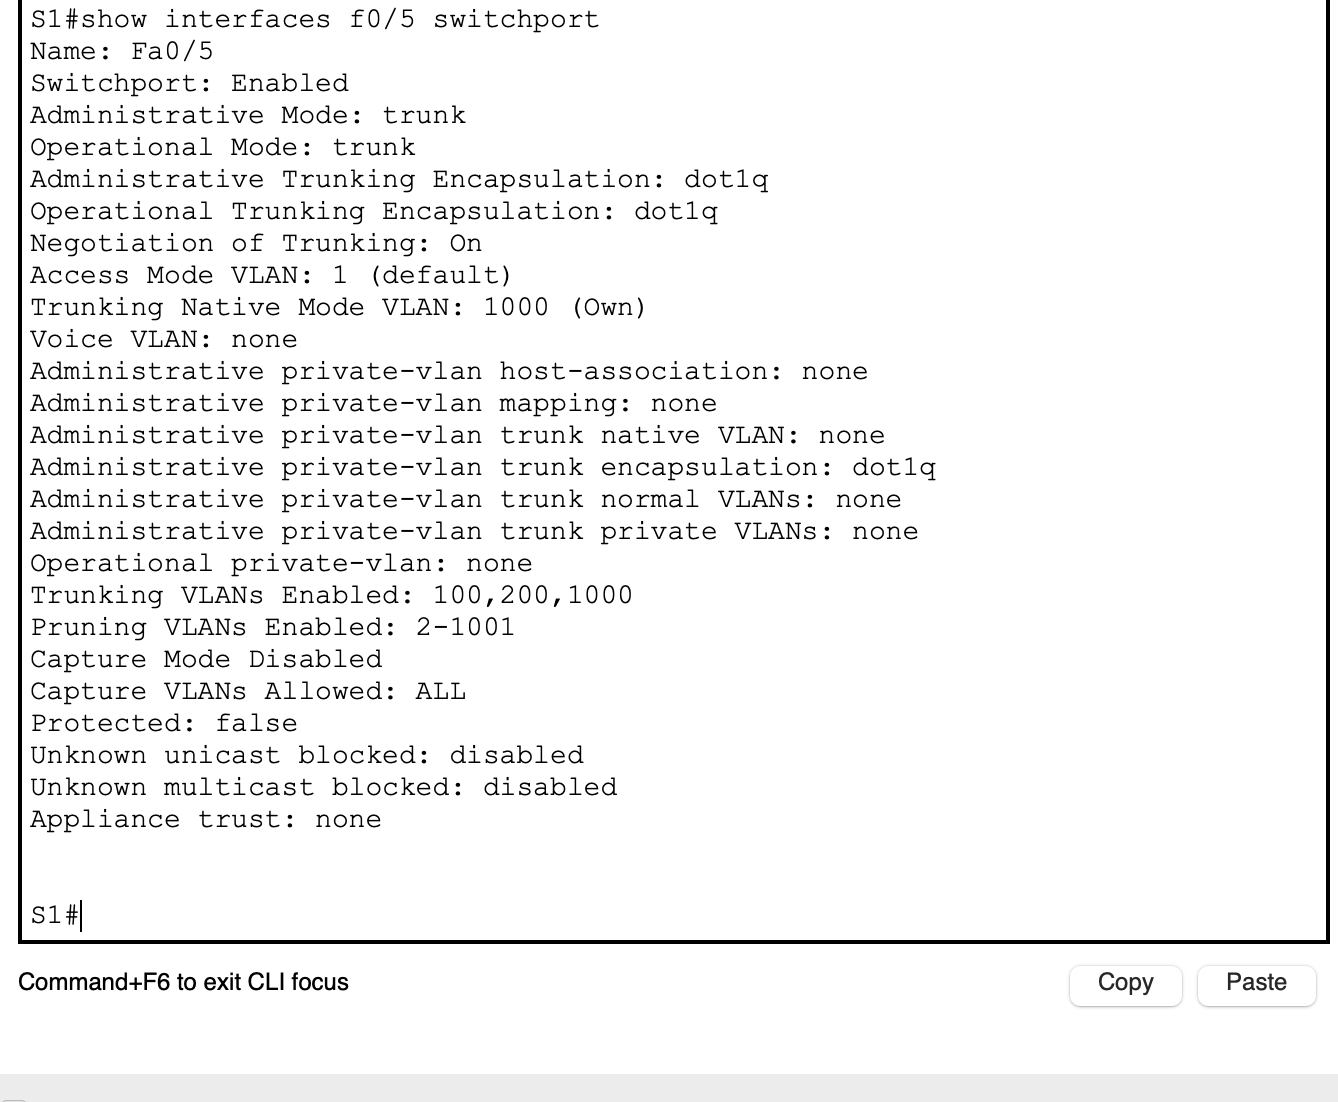 S1#show interfaces f0/5 switchport
Name: Fa0/5
Switchport: Enabled
Administrative Mode: trunk
Operational Mode: trunk
Administrative Trunking Encapsulation: dot1q
Operational Trunking Encapsulation: dot1q
Negotiation of Trunking: On
Access Mode VLAN: 1 (default)
Trunking Native Mode VLAN: 1000 (Own)
Voice VLAN: none
Administrative private-vlan host-association: none
Administrative private-vlan mapping: none
Administrative private-vlan trunk native VLAN: none
Administrative private-vlan trunk encapsulation: dot1q
Administrative private-vlan trunk normal VLANs: none
Administrative private-vlan trunk private VLANs: none
Operational private-vlan: none
Trunking VLANs Enabled: 100,200,1000
Pruning VLANs Enabled: 2-1001
Capture Mode Disabled
Capture VLANs Allowed: ALL
Protected: false
Unknown unicast blocked: disabled
Unknown multicast blocked: disabled
Appliance trust: none
S1#
Command+F6 to exit CLI focus
Copy
Paste